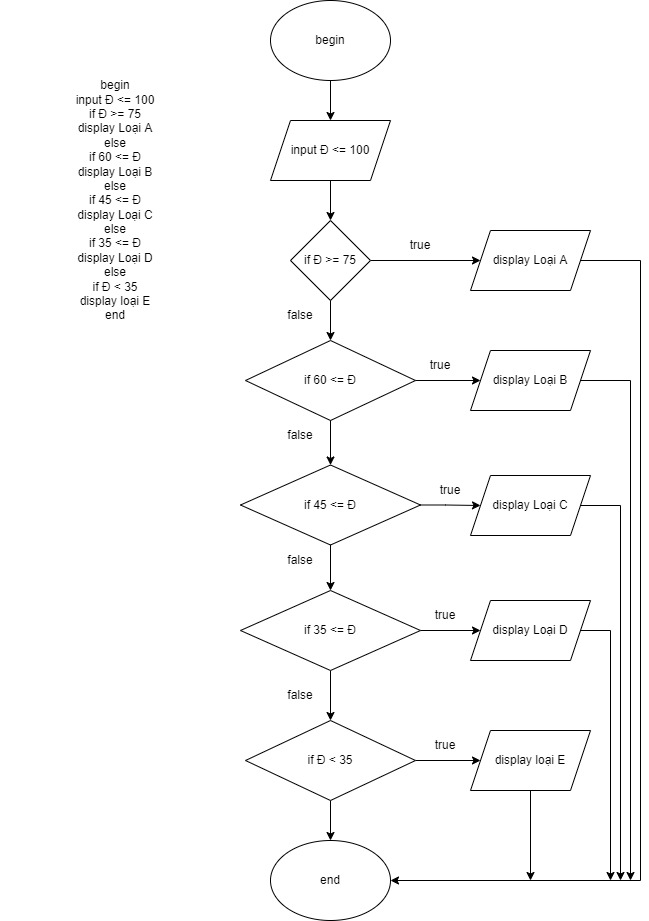 begin
input Đ <= 100
if Đ >= 75
display Loại A
else
if 60 <= Đ
display Loại B
else
if 45 <= Đ
display Loại C
else
if 35 <= Đ
display Loại D
else
if Đ < 35
display loại E
end
begin
input Đ <= 100
if Đ >= 75
true
display Loại A
false
if 60 <= Đ
true
display Loại B
false
if 45 <= Đ
true
display Loại C
false
if 35 <= Đ
true
display Loại D
false
if Đ < 35
true
display loại E
end